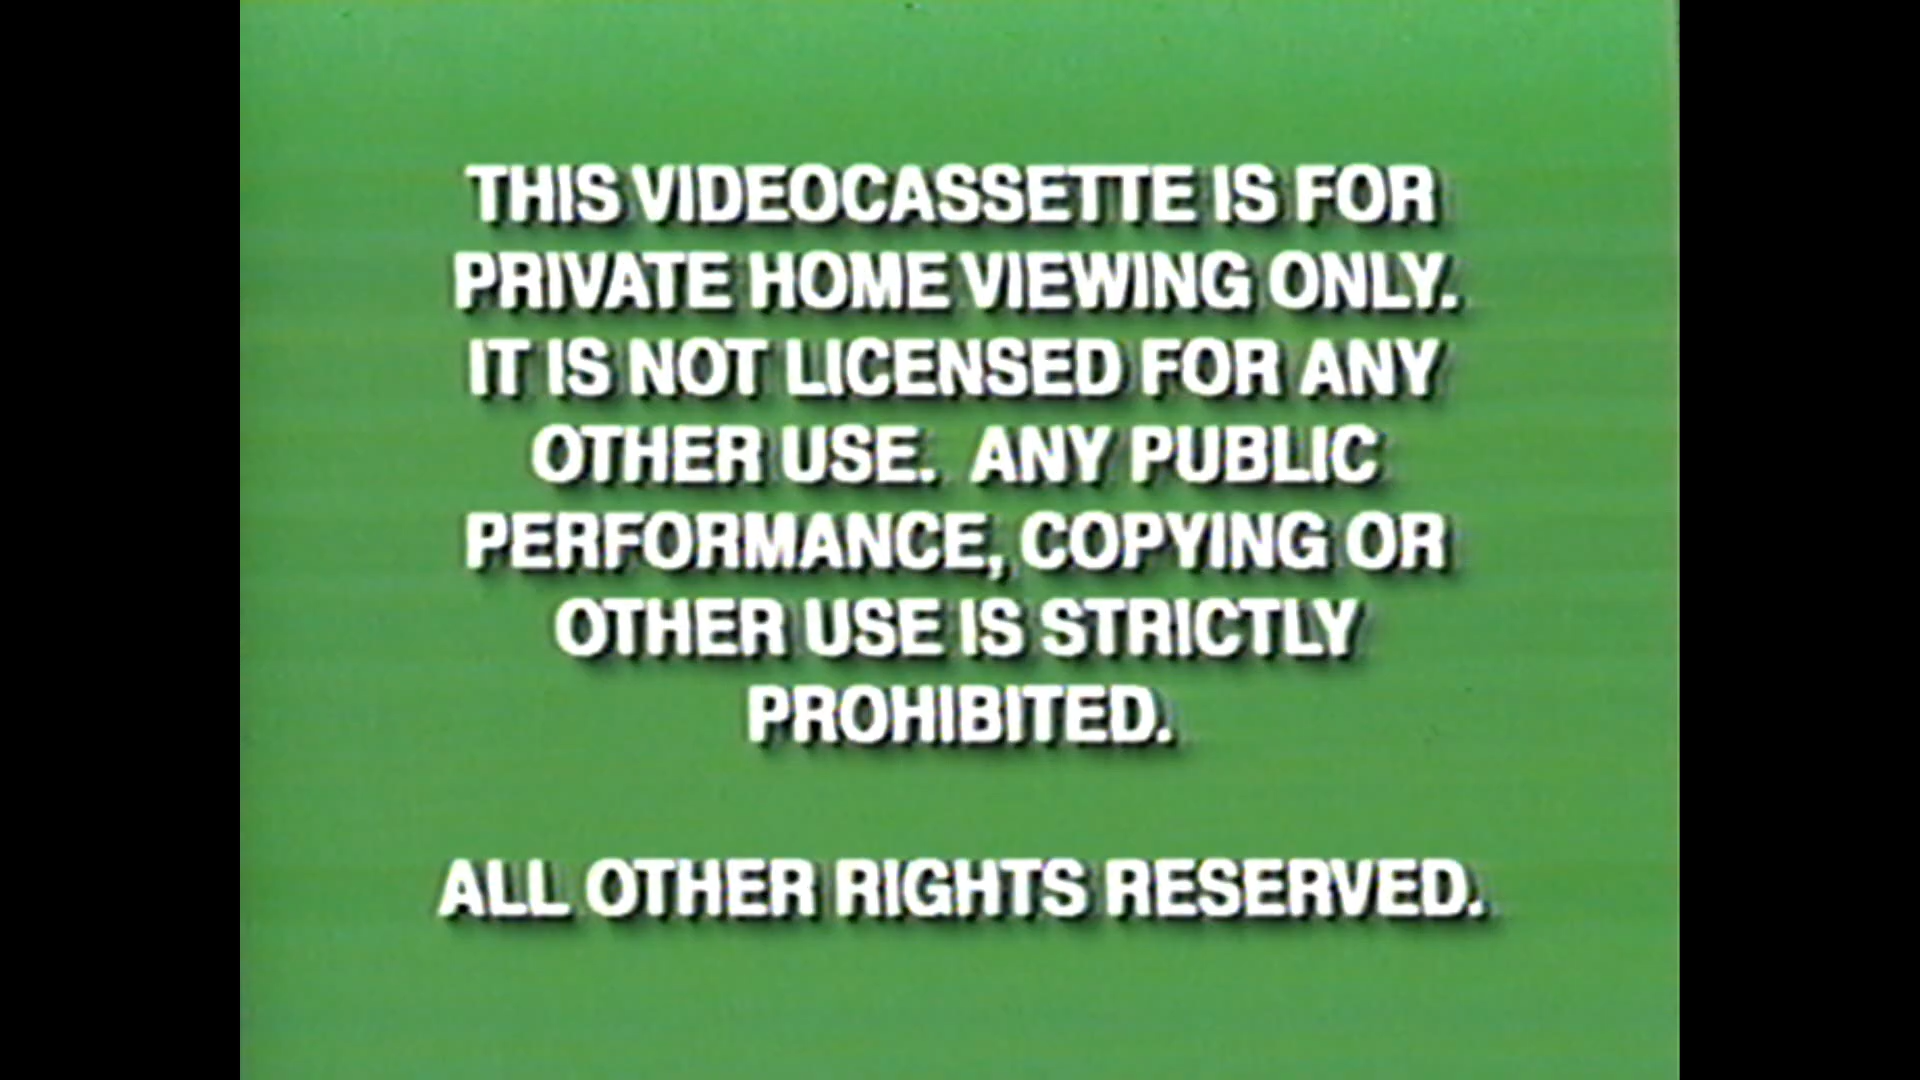 THIS VIDEOCASSETTE IS FOR
PRIVATE HOME VIEWING ONLY.
IT IS NOT LICENSED FOR ANY
OTHER USE.  ANY PUBLIC
PERFORMANCE, COPYING OR
OTHER USE IS STRICTLY
PROHIBITED.
ALL OTHER RIGHTS RESERVED.